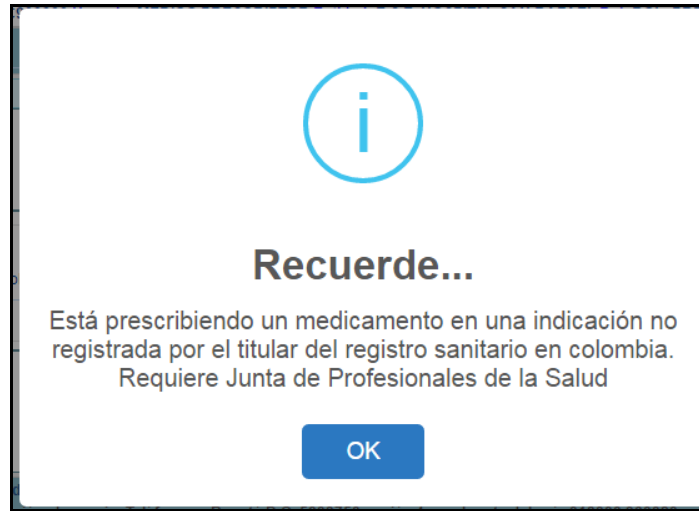 Recuerde...
Está prescribiendo un medicamento en una indicación no
registrada por el titular del registro sanitario en colombia.
Requiere Junta de Profesionales de la Salud
OK